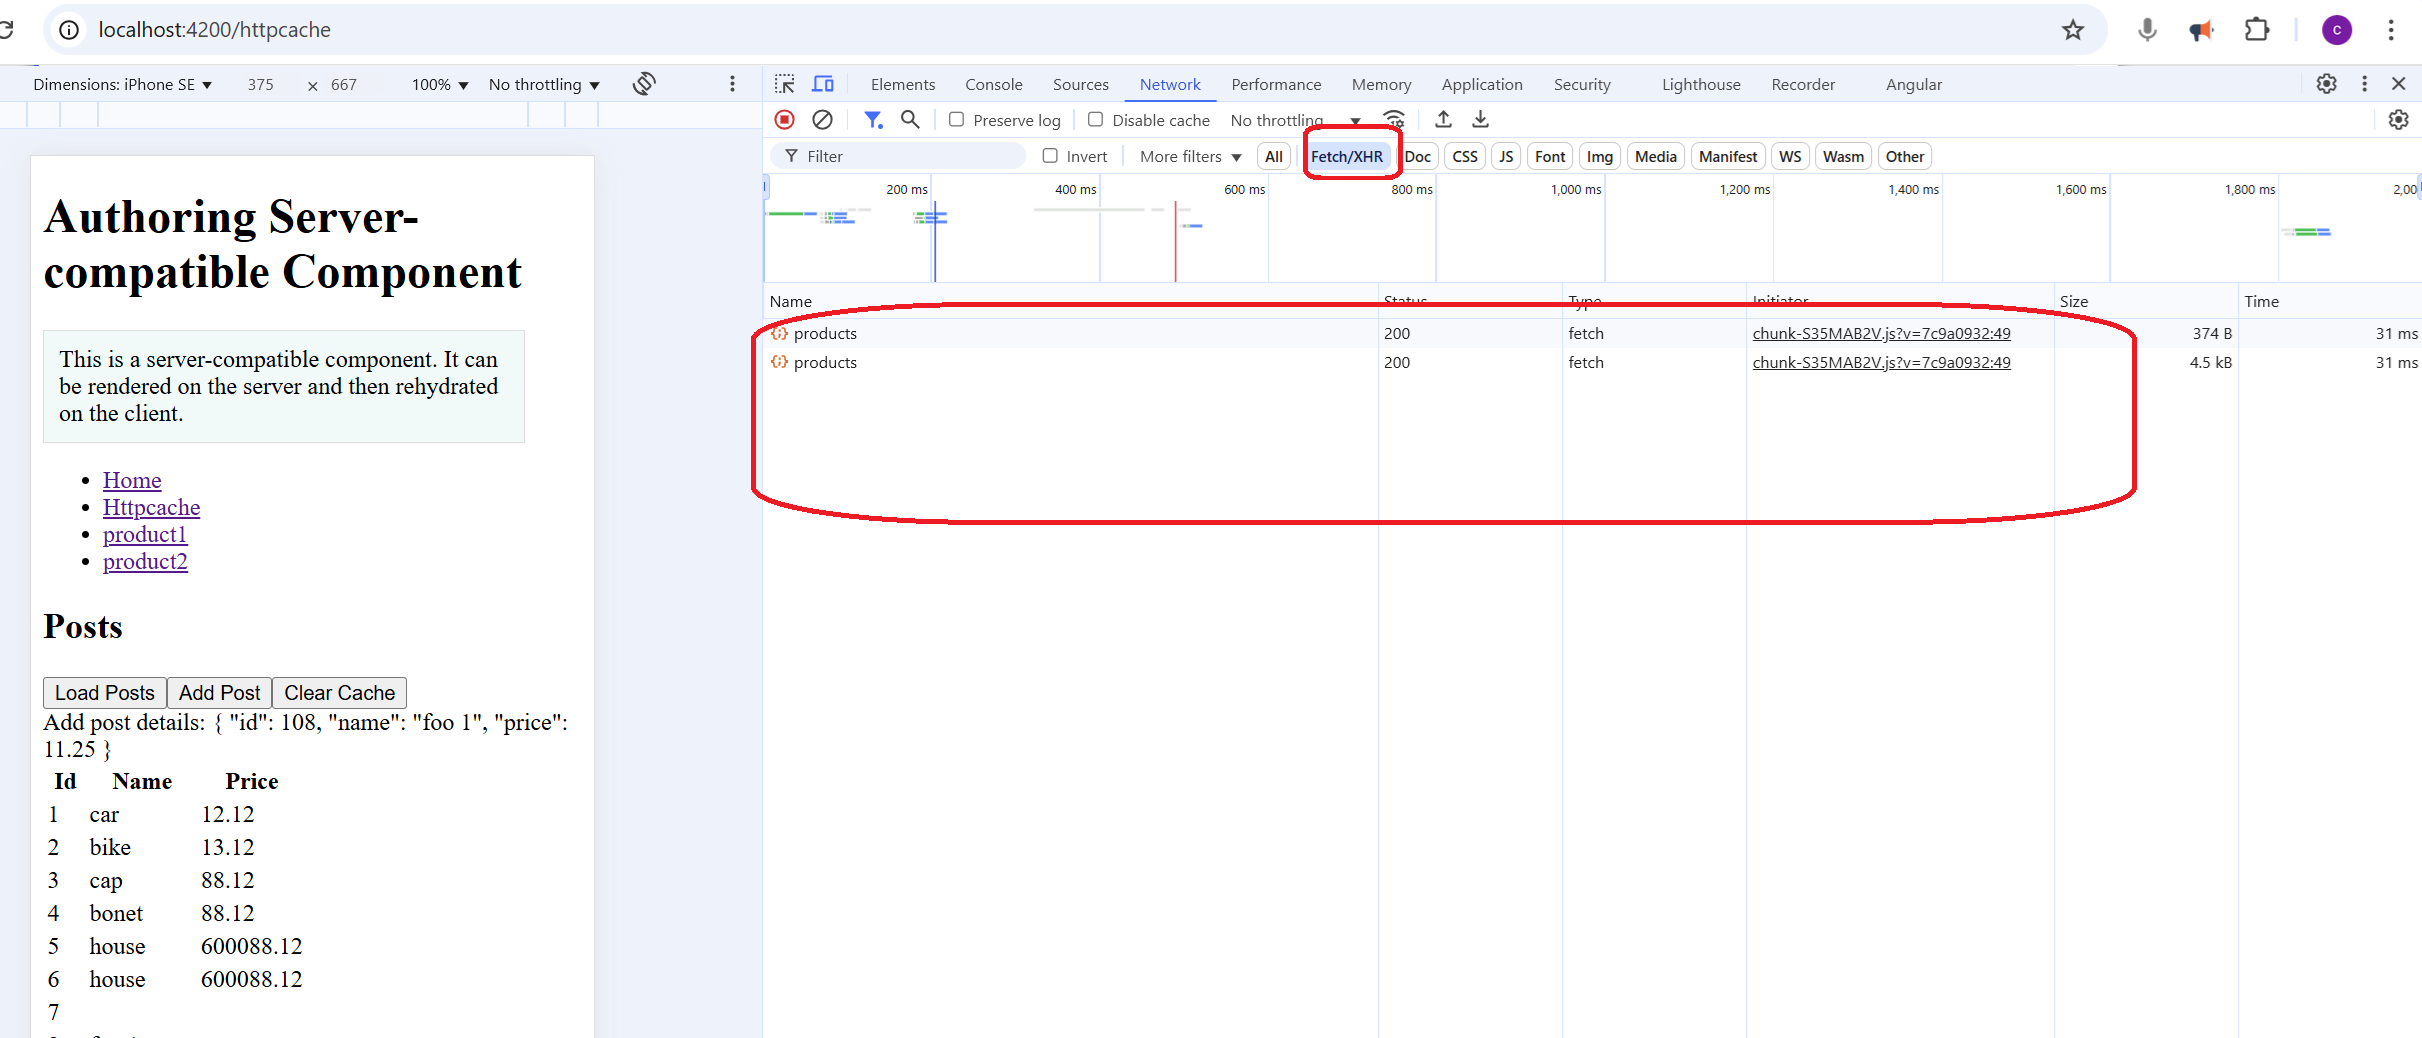 localhost:4200/httpcache
C
Dimensions: iPhone SE ▼ 375 × 667 100% ▼ No throttling ▼
Elements Console Sources Network Performance Memory Application Security Lighthouse Recorder Angular
Preserve log Disable cache No throttling ▼
Filter Invert More filters ▼ All Fetch/XHR Doc CSS JS Font Img Media Manifest WS Wasm Other
200 ms 400 ms 600 ms 800 ms 1,000 ms 1,200 ms 1,400 ms 1,600 ms 1,800 ms 2,00
Name Status Type Initiator Size Time
products 200 fetch chunk-S35MAB2V.js?v=7c9a0932:49 374 B 31 ms
products 200 fetch chunk-S35MAB2V.js?v=7c9a0932:49 4.5 kB 31 ms
Authoring Server-
compatible Component
This is a server-compatible component. It can
be rendered on the server and then rehydrated
on the client.
• Home
• Httpcache
• product1
• product2
Posts
Load Posts Add Post Clear Cache
Add post details: { "id": 108, "name": "foo 1", "price":
11.25 }
Id Name Price
1 car 12.12
2 bike 13.12
3 cap 88.12
4 bonet 88.12
5 house 600088.12
6 house 600088.12
7